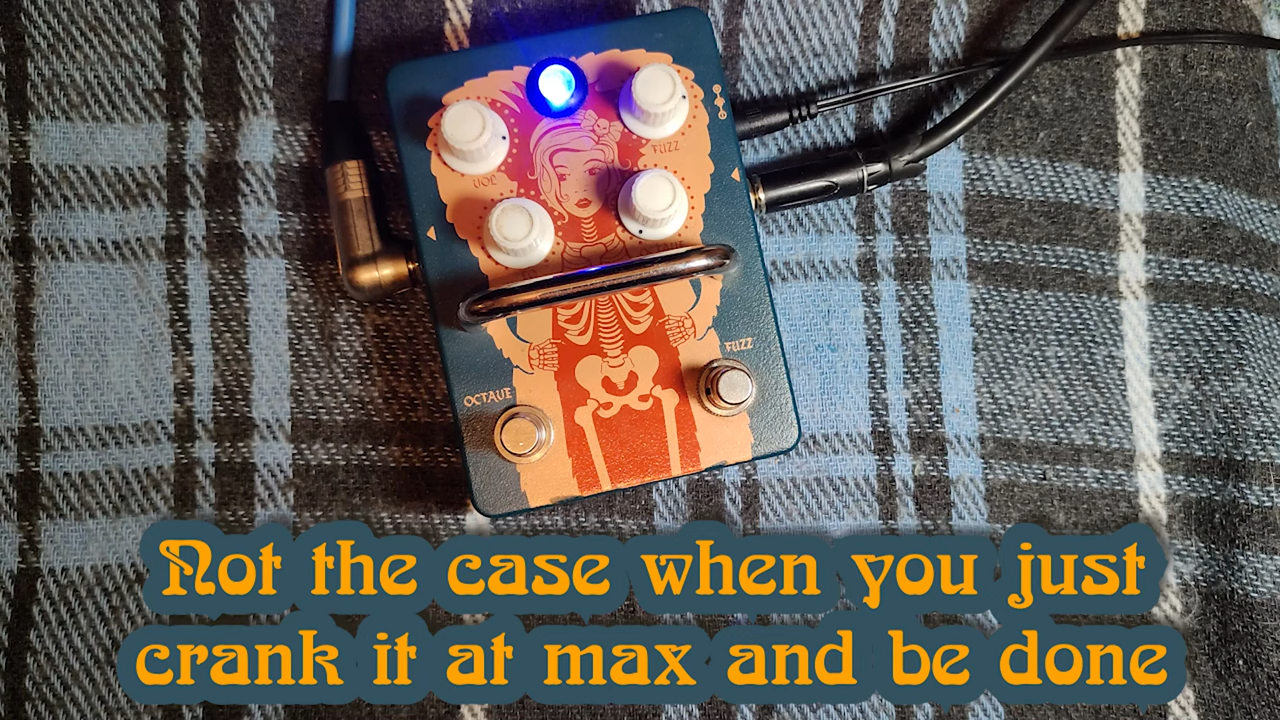 FUZZ
VOL
FUZZ
OCTAVE
Not the case when you just
crank it at max and be done